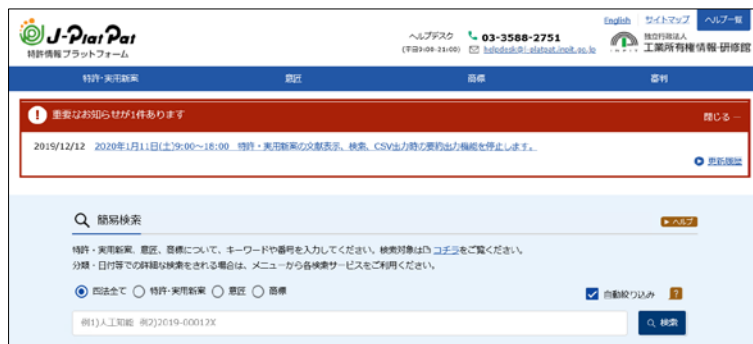 English サイトマップ ヘルプ一覧
J-PlatPat
特許情報プラットフォーム
ヘルプデスク 03-3588-2751
(平日9:00-21:00) helpdesk@j-platpat.inpit.go.jp
独立行政法人
工業所有権情報・研修館
特許・実用新案 意匠 商標 審判
重要なお知らせが1件あります 閉じる
2019/12/12 2020年1月11日(土)9:00~18:00 特許・実用新案の文献表示、検索、CSV出力時の要約出力機能を停止します。
更新履歴
簡易検索 ヘルプ
特許・実用新案、意匠、商標について、キーワードや番号を入力してください。検索対象は コチラをご覧ください。
分類・日付等での詳細な検索をされる場合は、メニューから各検索サービスをご利用ください。
四法全て 特許・実用新案 意匠 商標 自動絞り込み ?
例1)人工知能 例2)2019-00012X 検索